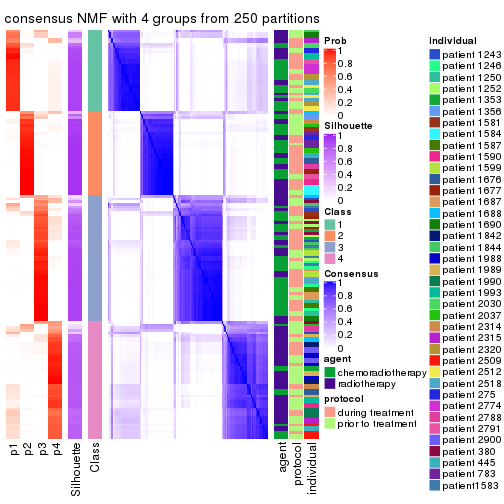 consensus NMF with 4 groups from 250 partitions
p1
p2
p3
p4
Silhouette
Class
agent
protocol
individual
Prob
1
0.8
0.6
0.4
0.2
0
Silhouette
1
0.8
0.6
0.4
0.2
0
Class
1
2
3
4
Consensus
1
0.8
0.6
0.4
0.2
0
agent
chemoradiotherapy
radiotherapy
protocol
during treatment
prior to treatment
individual
patient 1243
patient 1246
patient 1250
patient 1252
patient 1353
patient 1356
patient 1581
patient 1584
patient 1587
patient 1590
patient 1599
patient 1676
patient 1677
patient 1687
patient 1688
patient 1690
patient 1842
patient 1844
patient 1988
patient 1989
patient 1990
patient 1993
patient 2030
patient 2037
patient 2314
patient 2315
patient 2320
patient 2509
patient 2512
patient 2518
patient 275
patient 2774
patient 2788
patient 2791
patient 2900
patient 380
patient 445
patient 783
patient1583